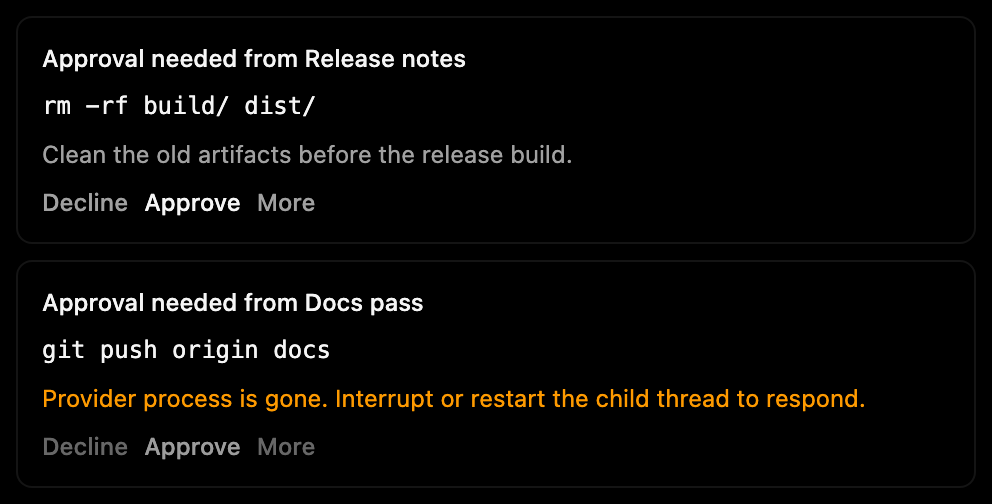 Approval needed from Release notes
rm -rf build/ dist/
Clean the old artifacts before the release build.
Decline Approve More
Approval needed from Docs pass
git push origin docs
Provider process is gone. Interrupt or restart the child thread to respond.
Decline Approve More